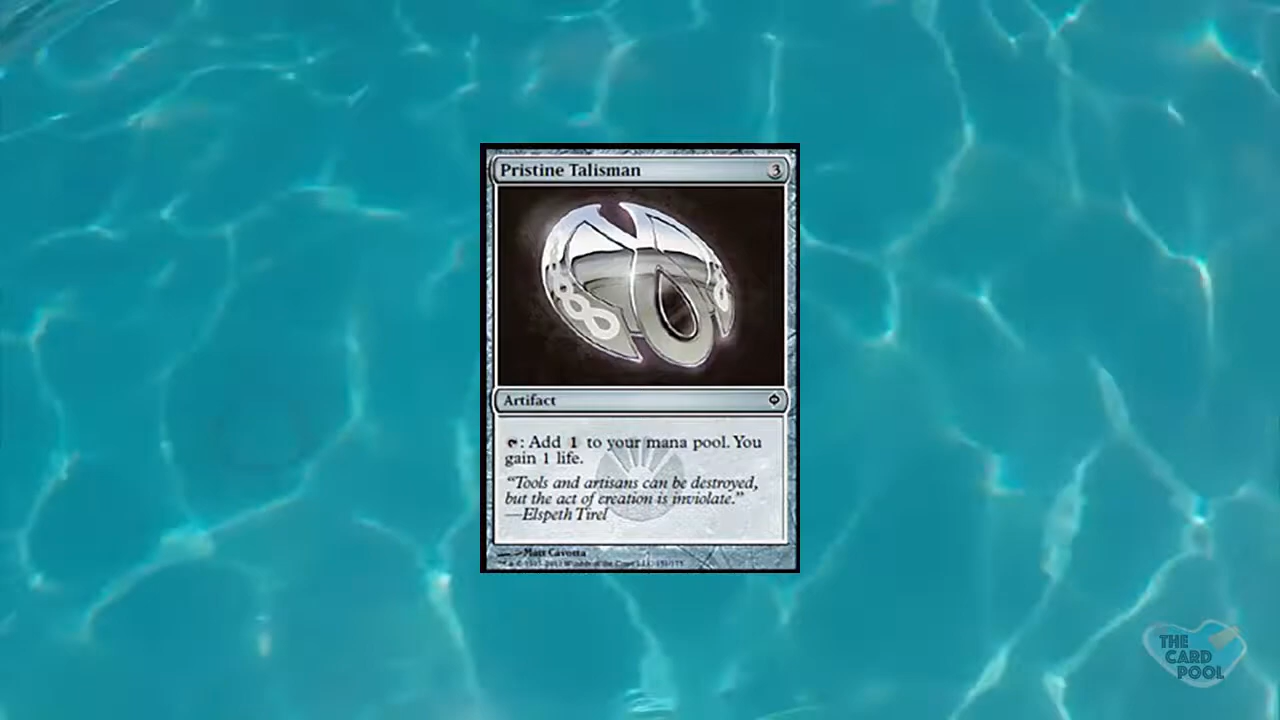 Pristine Talisman 3
Artifact
: Add 1 to your mana pool. You
gain 1 life.
"Tools and artisans can be destroyed,
but the act of creation is inviolate."
—Elspeth Tirel
Matt Cavotta
THE
CARD
POOL